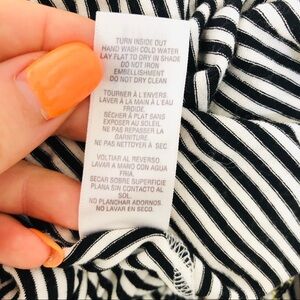 TURN INSIDE OUT
HAND WASH COLD WATER
LAY FLAT TO DRY IN SHADE
DO NOT IRON
EMBELLISHMENT
DO NOT DRY CLEAN
TOURNER À L'ENVERS.
LAVER À LA MAIN À L'EAU
FROIDE.
SÉCHER À PLAT SANS
EXPOSER AU SOLEIL.
NE PAS REPASSER LA
GARNITURE.
NE PAS NETTOYER À SEC.
VOLTIAR AL REVERSO.
LAVAR A MANO CON AGUA
FRIA.
SECAR SOBRE SUPERFICIE
PLANA SIN CONTACTO AL
SOL.
NO PLANCHAR ADORNOS.
NO LAVAR EN SECO.